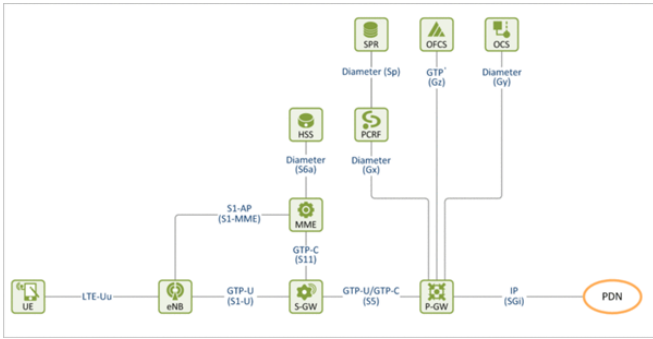 SPR
OFCS
OCS
Diameter (Sp)
GTP'
(Gz)
Diameter
(Gy)
HSS
PCRF
Diameter
(S6a)
Diameter
(Gx)
S1-AP
(S1-MME)
MME
GTP-C
(S11)
UE
LTE-Uu
eNB
GTP-U
(S1-U)
S-GW
GTP-U/GTP-C
(S5)
P-GW
IP
(SGi)
PDN